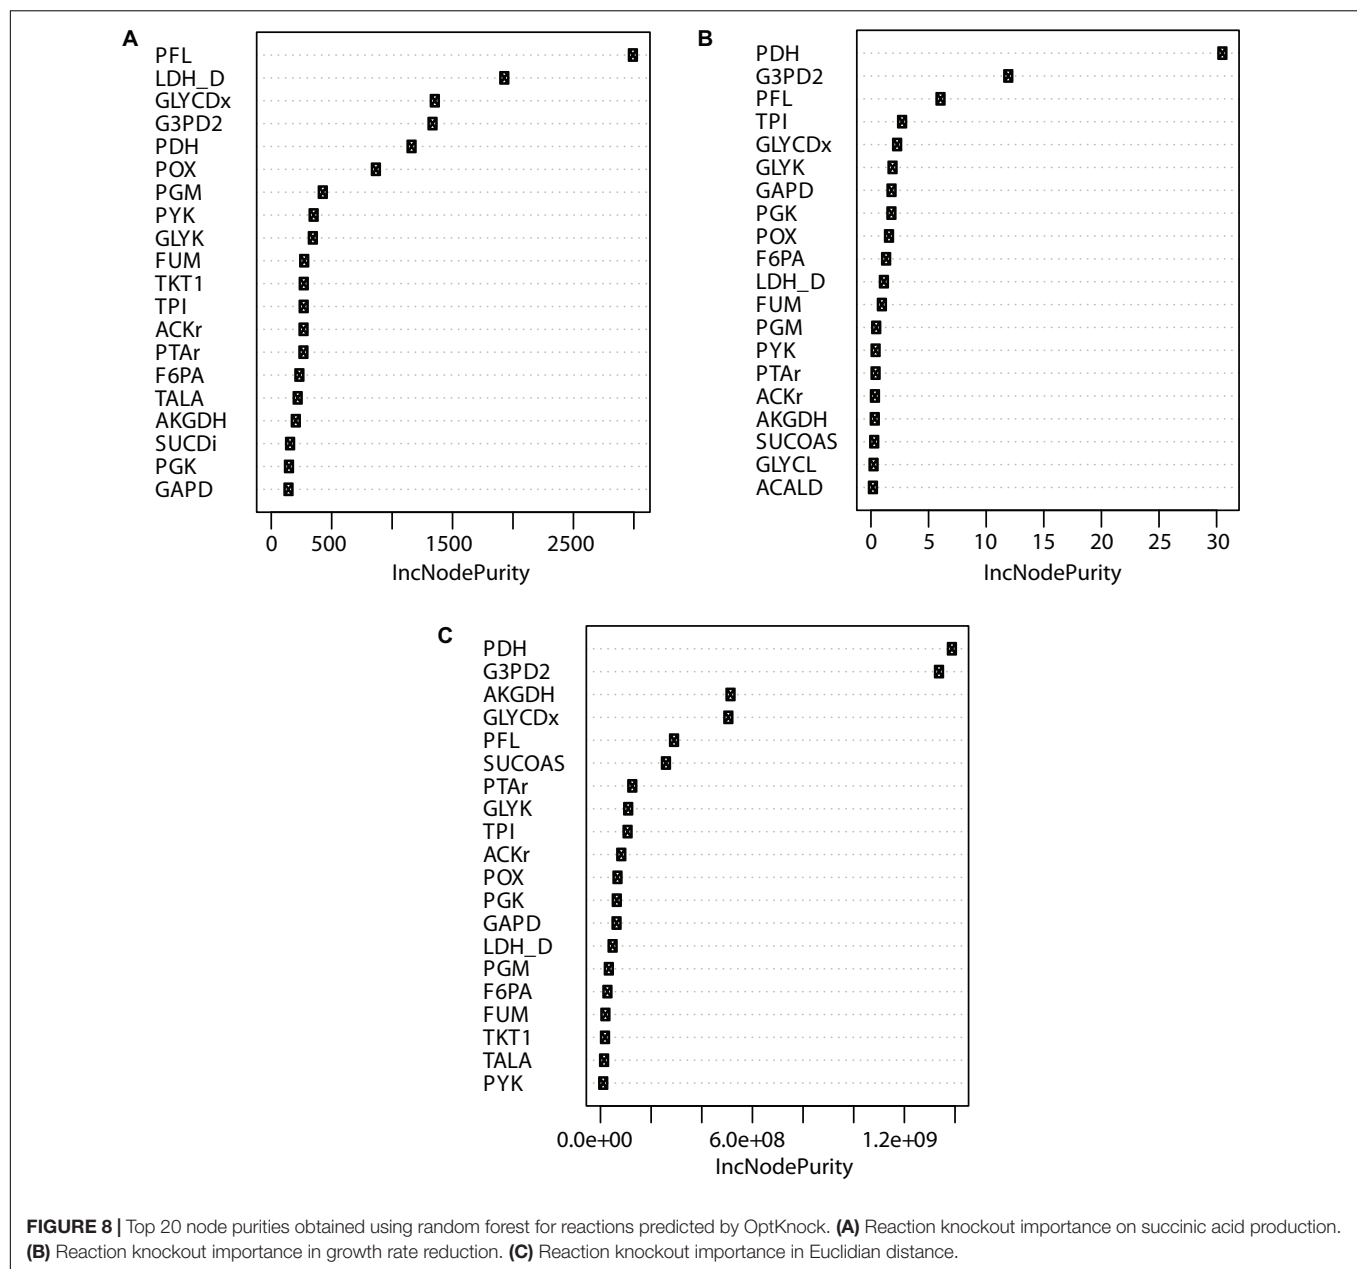 A
PFL
LDH_D
GLYCDx
G3PD2
PDH
POX
PGM
PYK
GLYK
FUM
TKT1
TPI
ACKr
PTAr
F6PA
TALA
AKGDH
SUCDi
PGK
GAPD
0 500 1500 2500
IncNodePurity
B
PDH
G3PD2
PFL
TPI
GLYCDx
GLYK
GAPD
PGK
POX
F6PA
LDH_D
FUM
PGM
PYK
PTAr
ACKr
AKGDH
SUCOAS
GLYCL
ACALD
0 5 10 15 20 25 30
IncNodePurity
C
PDH
G3PD2
AKGDH
GLYCDx
PFL
SUCOAS
PTAr
GLYK
TPI
ACKr
POX
PGK
GAPD
LDH_D
PGM
F6PA
FUM
TKT1
TALA
PYK
0.0e+00 6.0e+08 1.2e+09
IncNodePurity
FIGURE 8 | Top 20 node purities obtained using random forest for reactions predicted by OptKnock. (A) Reaction knockout importance on succinic acid production.
(B) Reaction knockout importance in growth rate reduction. (C) Reaction knockout importance in Euclidian distance.